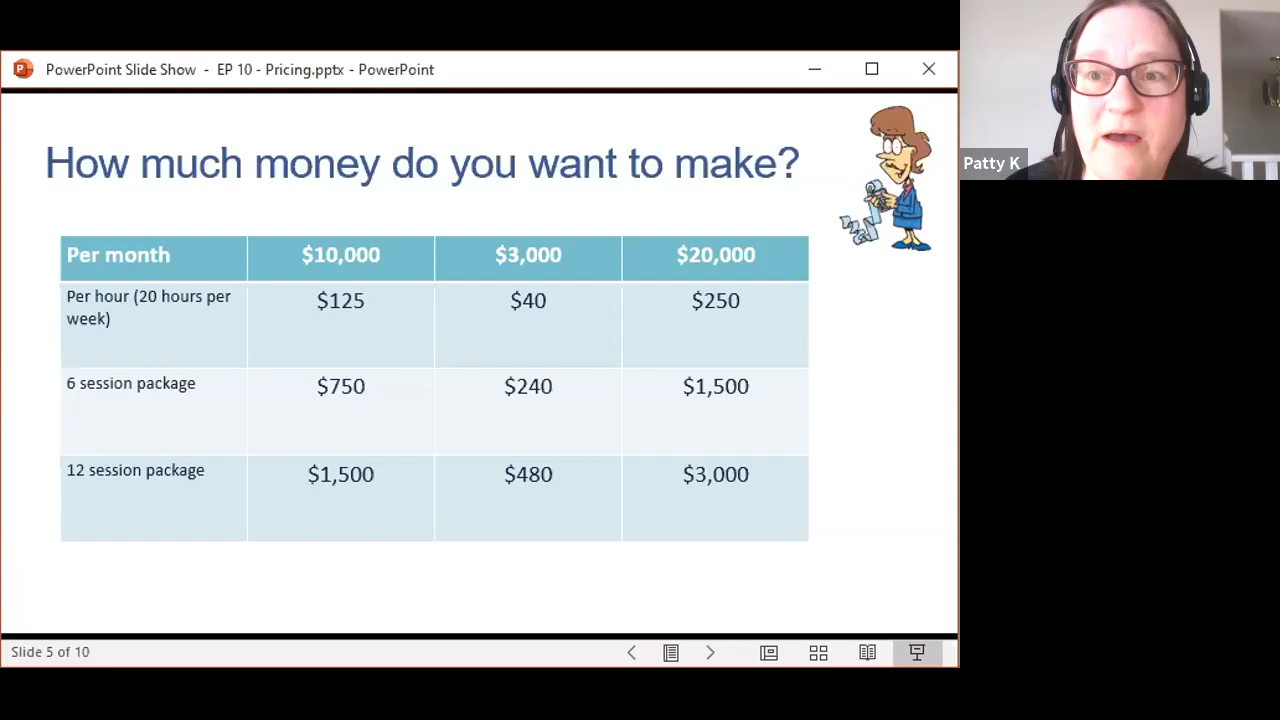 PowerPoint Slide Show - EP 10 - Pricing.pptx - PowerPoint
How much money do you want to make?
Per month $10,000 $3,000 $20,000
Per hour (20 hours per $125 $40 $250
week)
6 session package $750 $240 $1,500
12 session package $1,500 $480 $3,000
Slide 5 of 10
Patty K